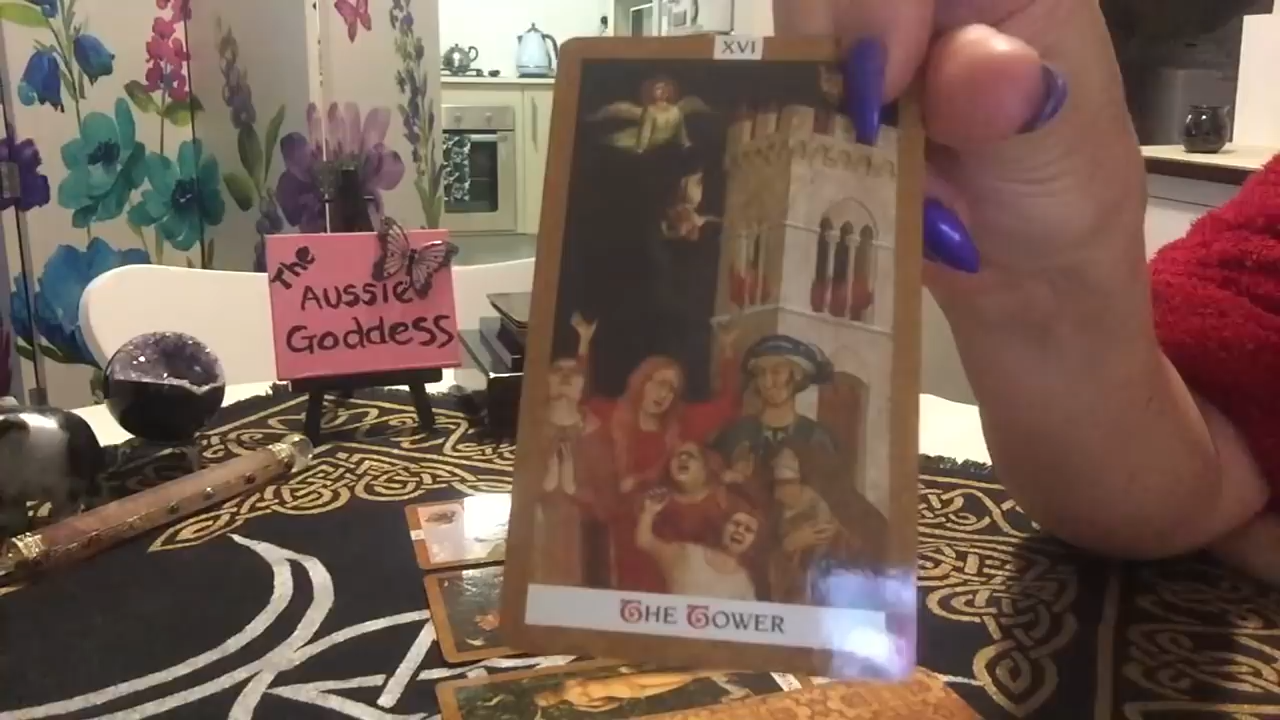 XVI
The
Aussie
Goddess
The Tower